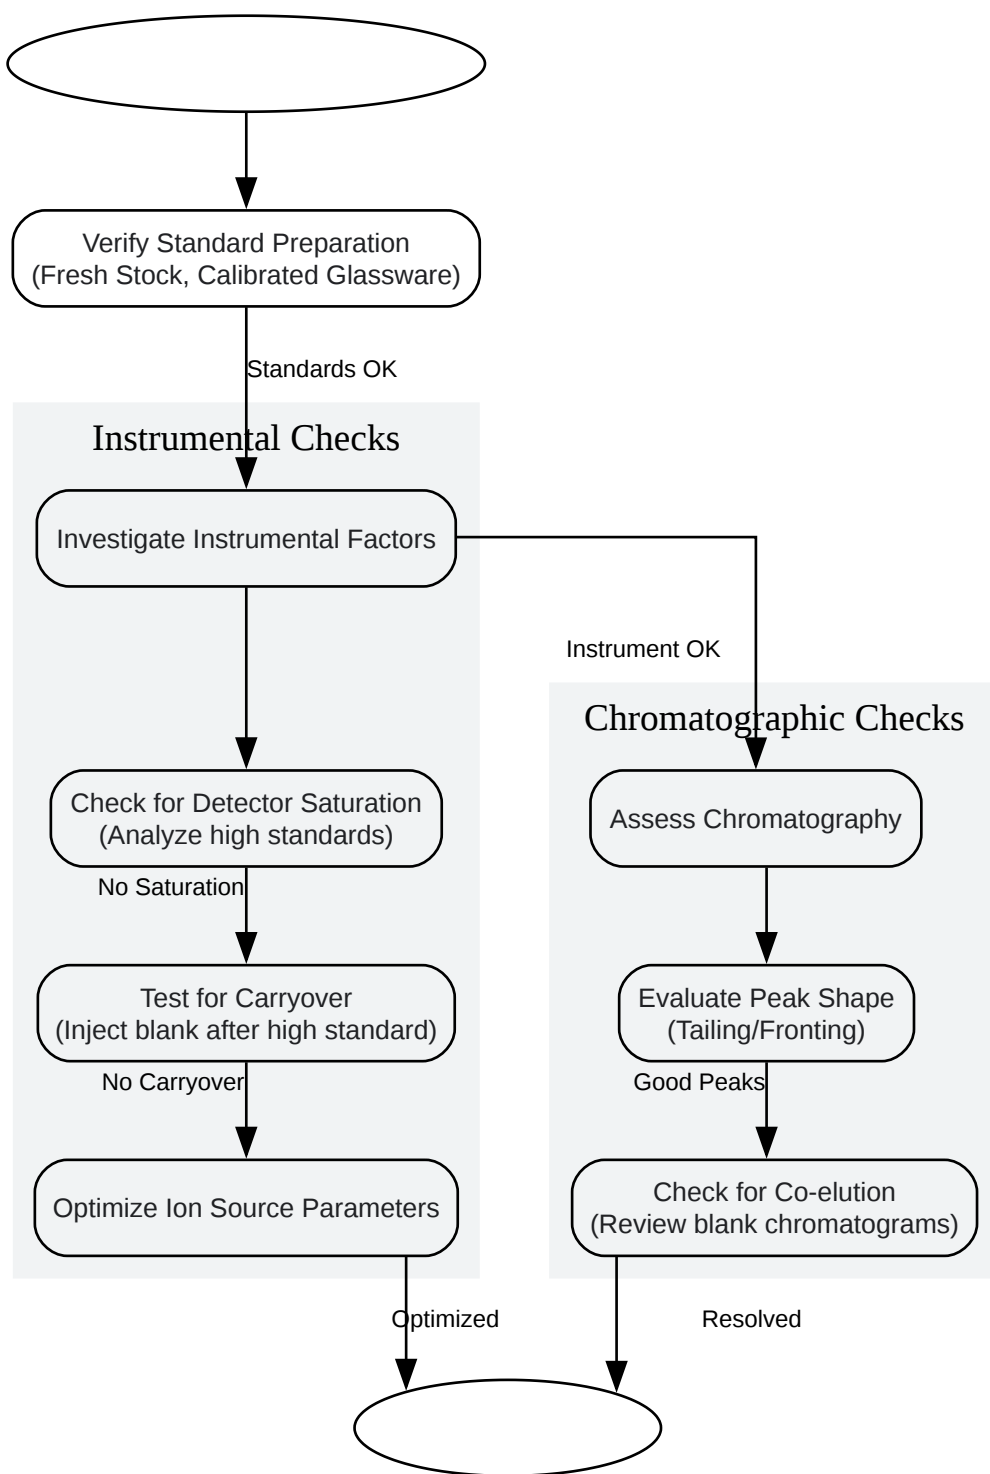 Verify Standard Preparation
(Fresh Stock, Calibrated Glassware)
Standards OK
Instrumental Checks
Investigate Instrumental Factors
Instrument OK
Check for Detector Saturation
(Analyze high standards)
No Saturation
Test for Carryover
(Inject blank after high standard)
No Carryover
Optimize Ion Source Parameters
Optimized
Chromatographic Checks
Assess Chromatography
Evaluate Peak Shape
(Tailing/Fronting)
Good Peaks
Check for Co-elution
(Review blank chromatograms)
Resolved